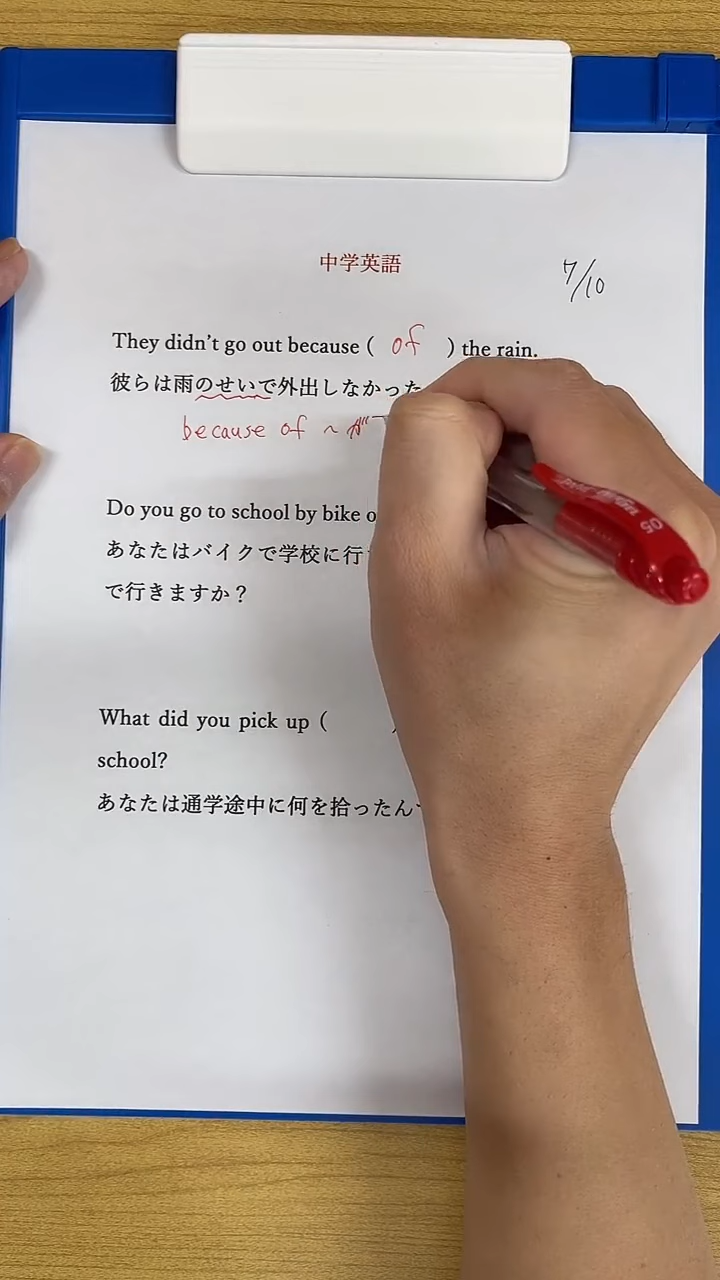 中学英語
7/10
They didn't go out because ( of ) the rain.
彼らは雨のせいで外出しなかった
because of ~ が
Do you go to school by bike
あなたはバイクで学校に行
で行きますか？
What did you pick up (
school?
あなたは通学途中に何を拾ったん
05